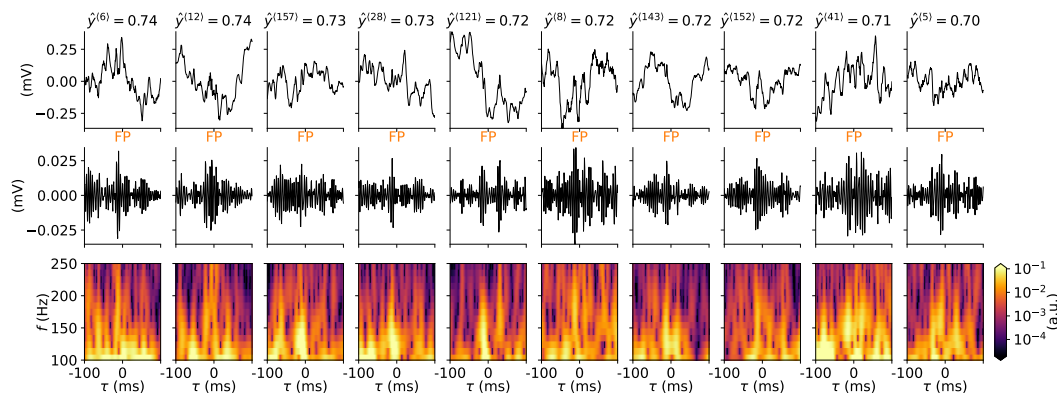 ŷ⁽⁶⁾ = 0.74 ŷ⁽¹²⁾ = 0.74 ŷ⁽¹⁵⁷⁾ = 0.73 ŷ⁽²⁸⁾ = 0.73 ŷ⁽¹²¹⁾ = 0.72 ŷ⁽⁸⁾ = 0.72 ŷ⁽¹⁴³⁾ = 0.72 ŷ⁽¹⁵²⁾ = 0.72 ŷ⁽⁴¹⁾ = 0.71 ŷ⁽⁵⁾ = 0.70
0.25
0.00
−0.25
(mV)
FP FP FP FP FP FP FP FP FP FP
0.025
0.000
−0.025
(mV)
250
200
150
100
f (Hz)
-100 0 -100 0 -100 0 -100 0 -100 0 -100 0 -100 0 -100 0 -100 0 -100 0 -100
τ (ms) τ (ms) τ (ms) τ (ms) τ (ms) τ (ms) τ (ms) τ (ms) τ (ms) τ (ms)
10⁻¹
10⁻²
10⁻³
10⁻⁴
(a.u.)